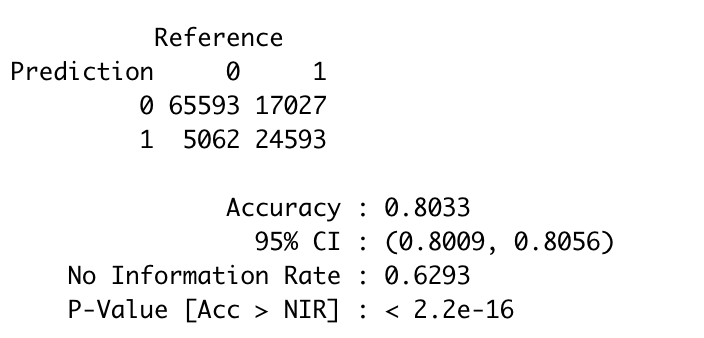 Reference
Prediction 0 1
0 65593 17027
1 5062 24593
Accuracy : 0.8033
95% CI : (0.8009, 0.8056)
No Information Rate : 0.6293
P-Value [Acc > NIR] : < 2.2e-16